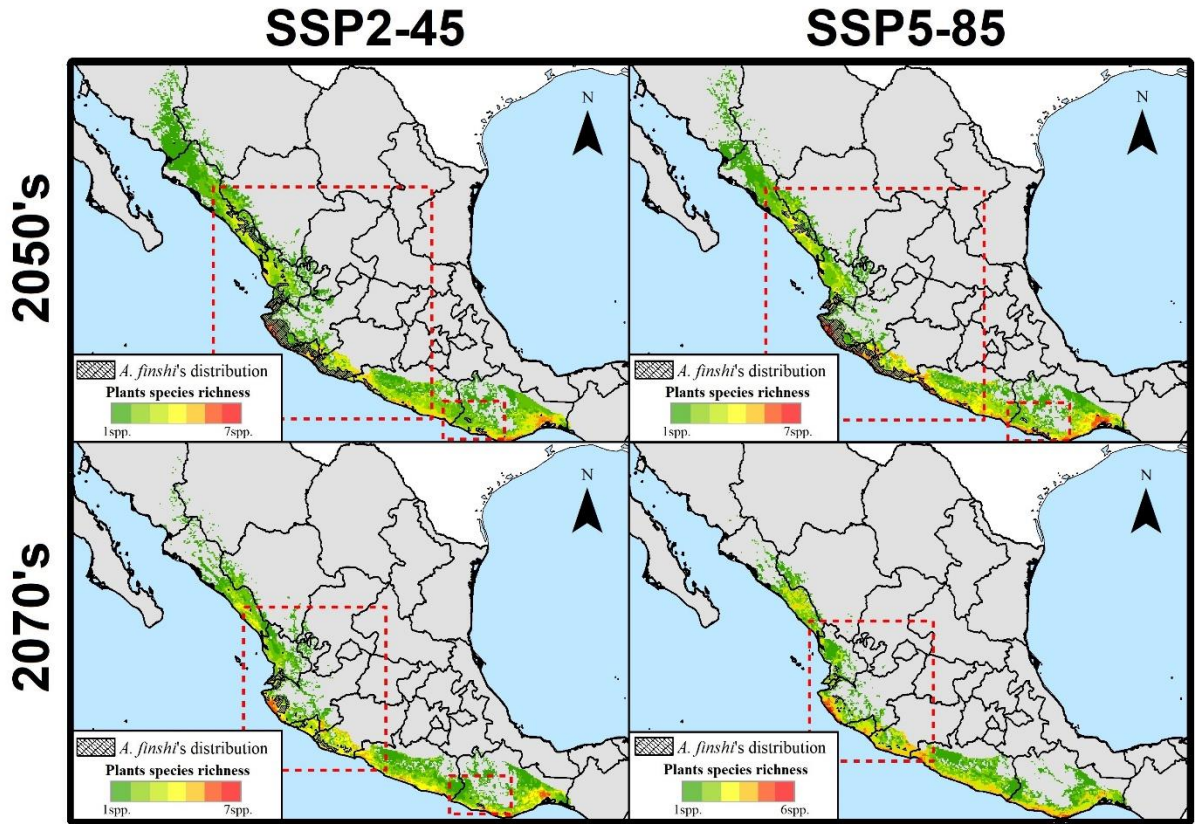 SSP2-45
SSP5-85
2050's
N
A. finshi's distribution
Plants species richness
1spp. 7spp.
N
A. finshi's distribution
Plants species richness
1spp. 7spp.
2070's
N
A. finshi's distribution
Plants species richness
1spp. 7spp.
N
A. finshi's distribution
Plants species richness
1spp. 6spp.